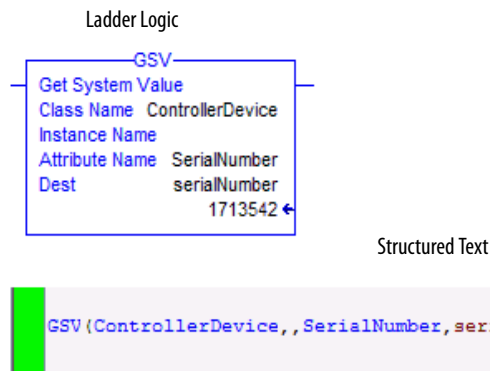 Ladder Logic
GSV
Get System Value
Class Name ControllerDevice
Instance Name
Attribute Name SerialNumber
Dest serialNumber
1713542
Structured Text
GSV(ControllerDevice,,SerialNumber,